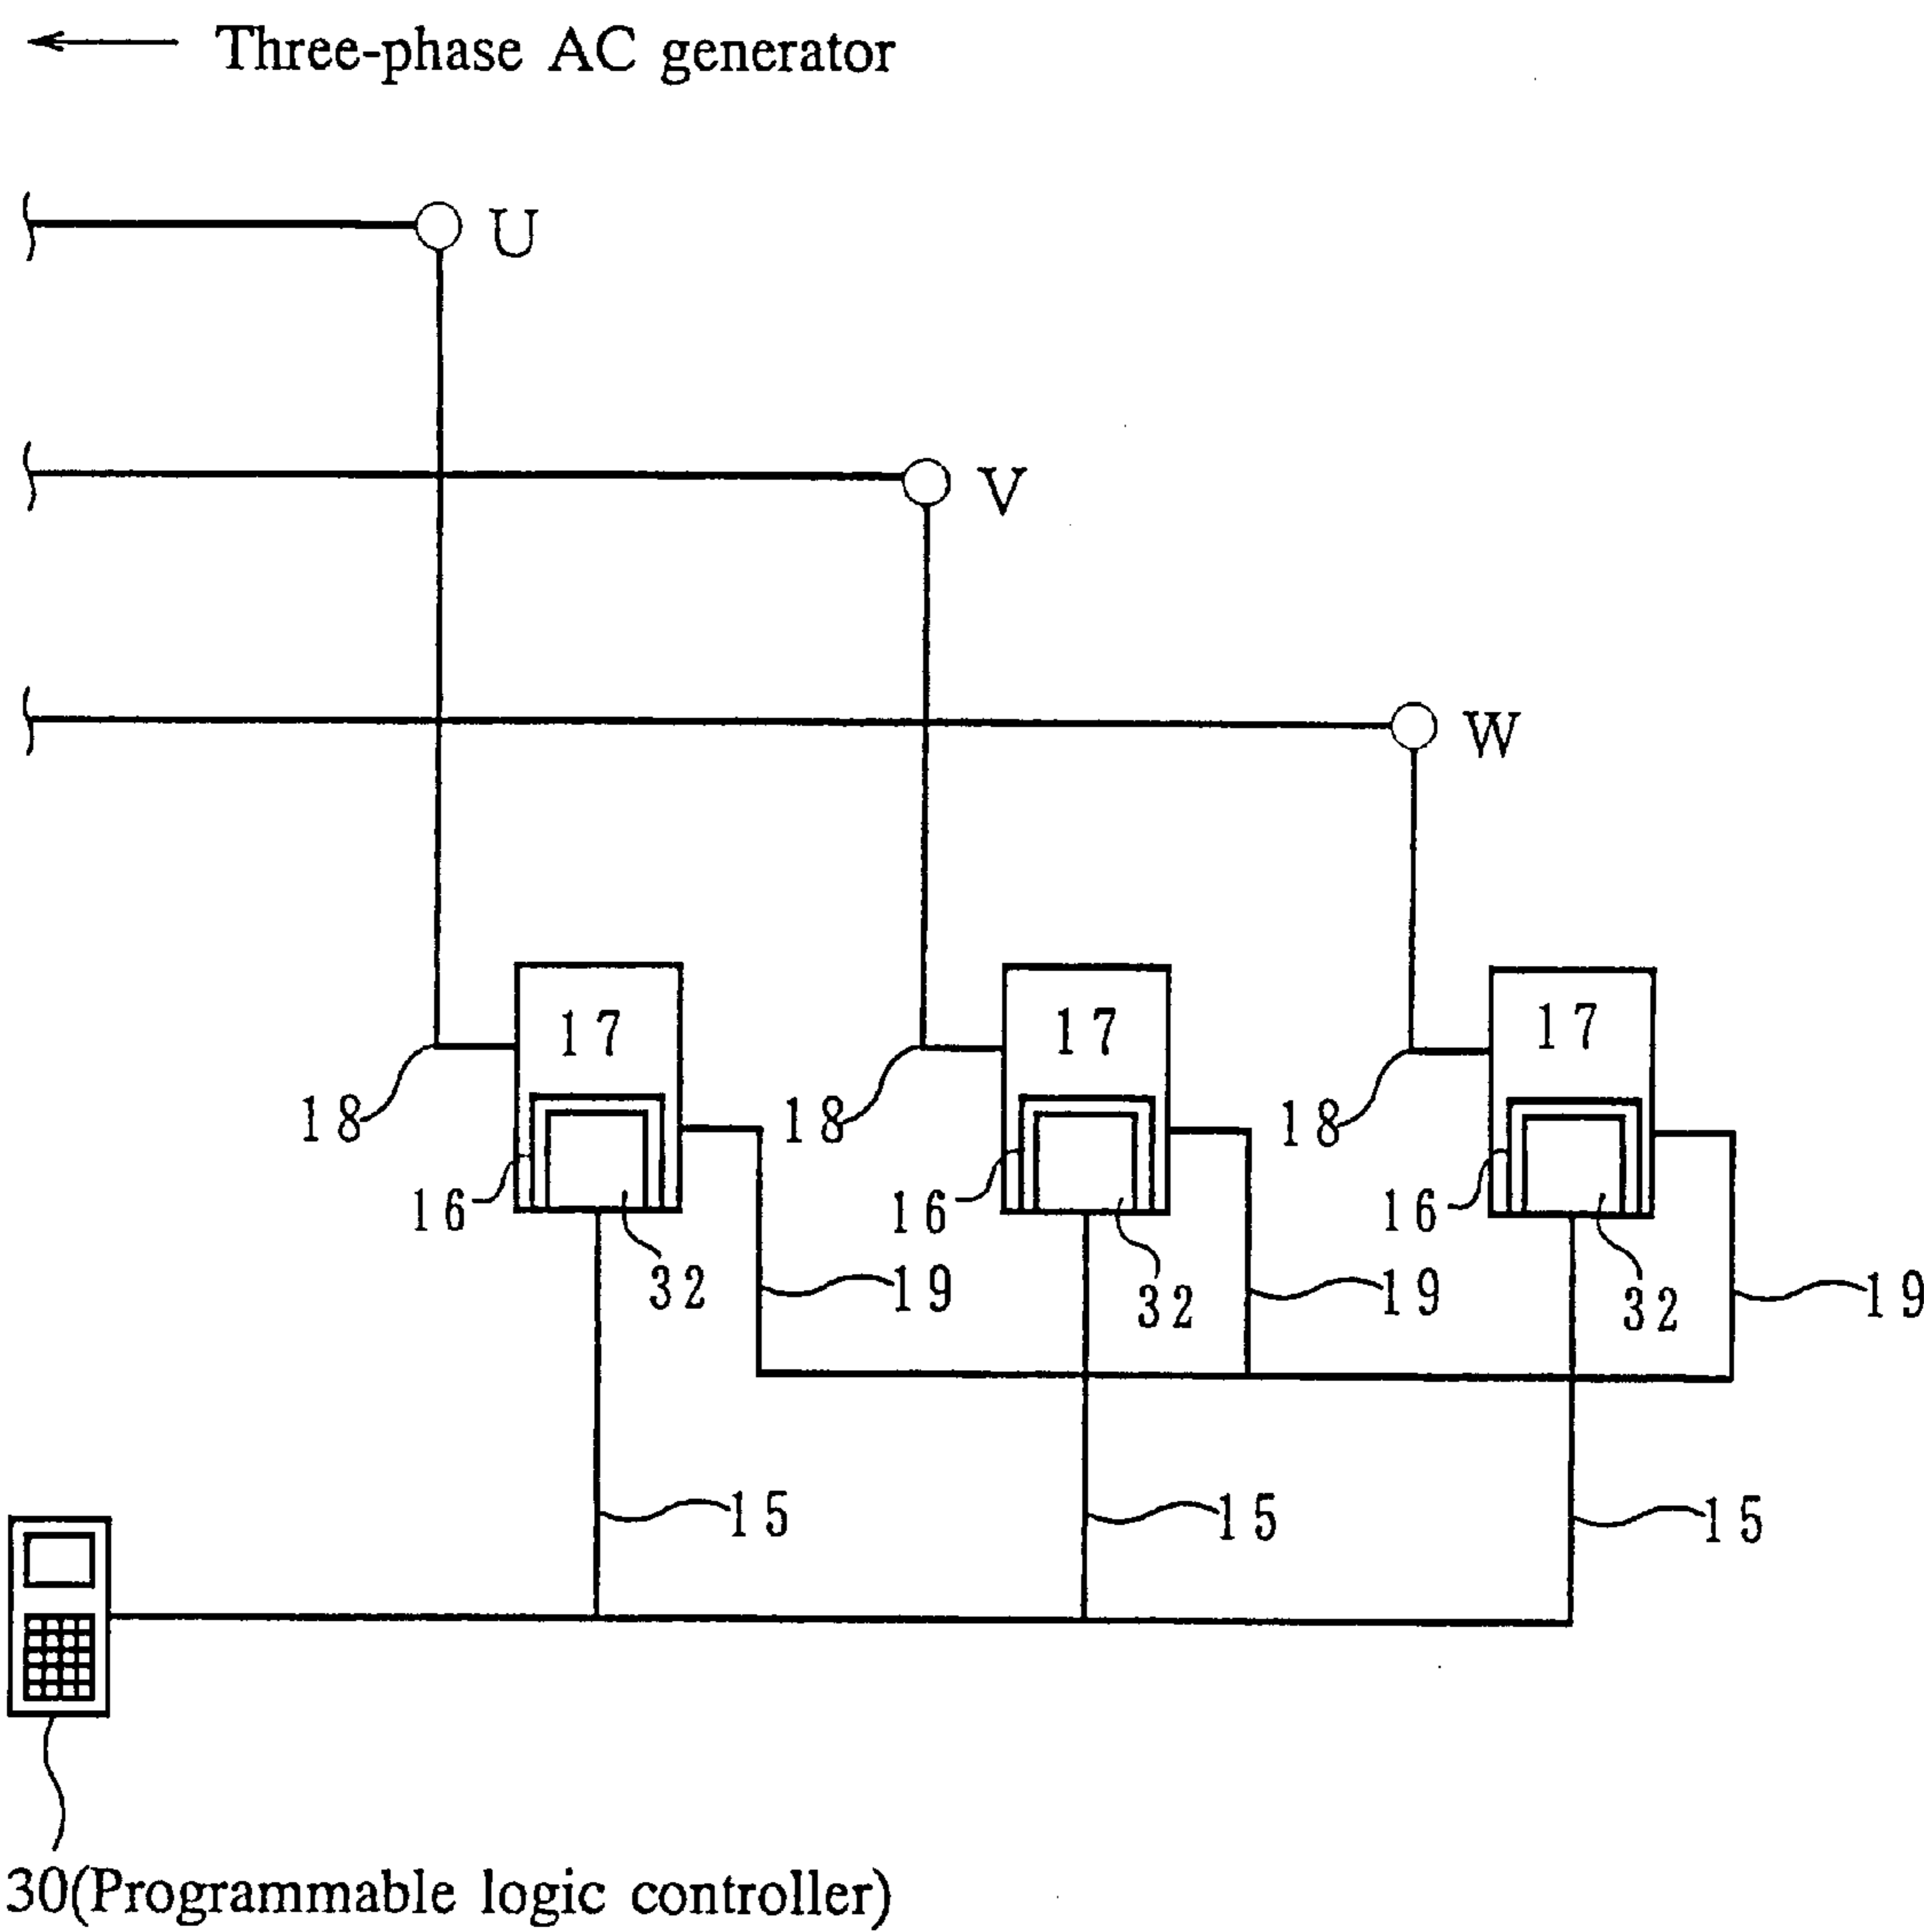 Three-phase AC generator
U
V
W
17 17 17
18 18 18
16 16 16
32 19 32 19 32 19
15 15 15
30(Programmable logic controller)